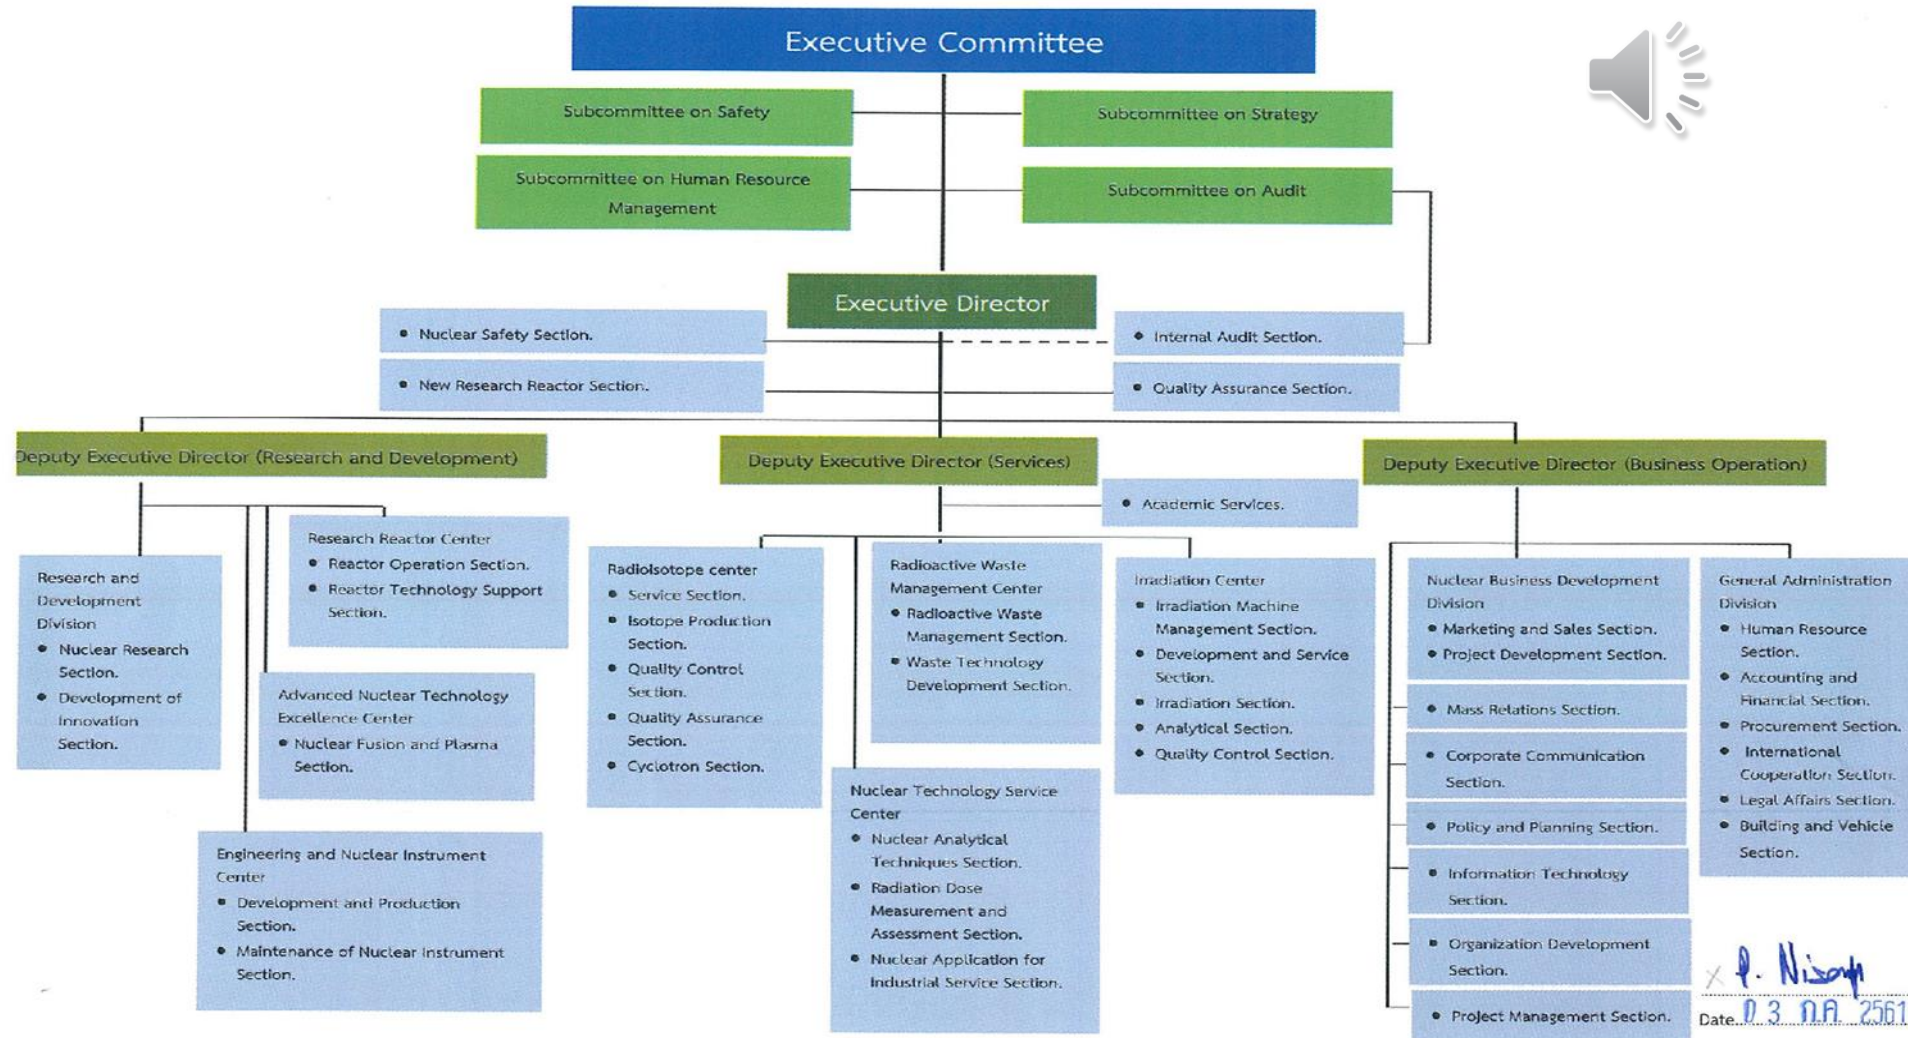 Executive Committee
Subcommittee on Safety
Subcommittee on Strategy
Subcommittee on Human Resource
Management
Subcommittee on Audit
Executive Director
• Nuclear Safety Section.
• Internal Audit Section.
• New Research Reactor Section.
• Quality Assurance Section.
Deputy Executive Director (Research and Development)
Deputy Executive Director (Services)
Deputy Executive Director (Business Operation)
• Academic Services.
Research and
Development
Division
• Nuclear Research
Section.
• Development of
Innovation
Section.
Research Reactor Center
• Reactor Operation Section.
• Reactor Technology Support
Section.
Advanced Nuclear Technology
Excellence Center
• Nuclear Fusion and Plasma
Section.
Engineering and Nuclear Instrument
Center
• Development and Production
Section.
• Maintenance of Nuclear Instrument
Section.
Radioisotope center
• Service Section.
• Isotope Production
Section.
• Quality Control
Section.
• Quality Assurance
Section.
• Cyclotron Section.
Radioactive Waste
Management Center
• Radioactive Waste
Management Section.
• Waste Technology
Development Section.
Nuclear Technology Service
Center
• Nuclear Analytical
Techniques Section.
• Radiation Dose
Measurement and
Assessment Section.
• Nuclear Application for
Industrial Service Section.
Irradiation Center
• Irradiation Machine
Management Section.
• Development and Service
Section.
• Irradiation Section.
• Analytical Section.
• Quality Control Section.
Nuclear Business Development
Division
• Marketing and Sales Section.
• Project Development Section.
• Mass Relations Section.
• Corporate Communication
Section.
• Policy and Planning Section.
• Information Technology
Section.
• Organization Development
Section.
• Project Management Section.
General Administration
Division
• Human Resource
Section.
• Accounting and
Financial Section.
• Procurement Section.
• International
Cooperation Section.
• Legal Affairs Section.
• Building and Vehicle
Section.
Date 0 3 ก.ค. 2561